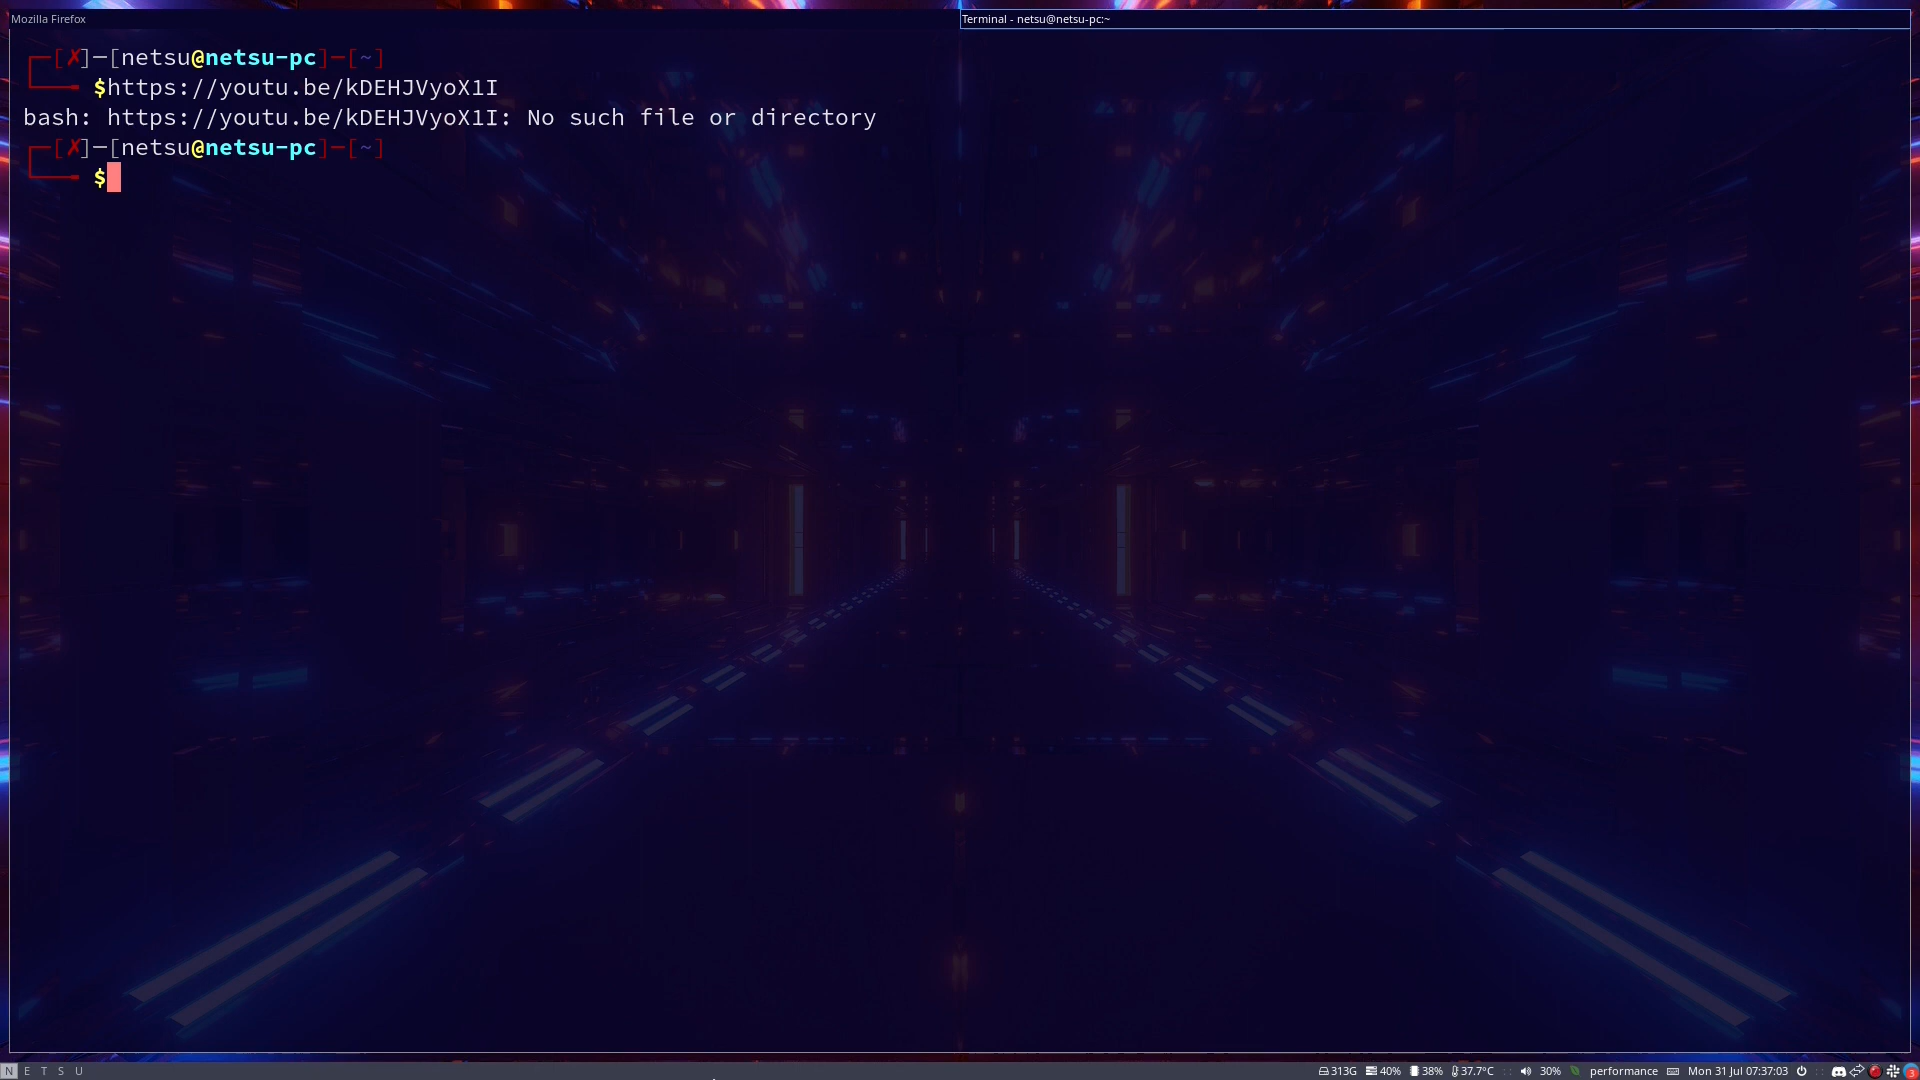 Mozilla Firefox
Terminal - netsu@netsu-pc:~
┌─[✗]─[netsu@netsu-pc]─[~]
└──╼ $https://youtu.be/kDEHJVyoX1I
bash: https://youtu.be/kDEHJVyoX1I: No such file or directory
┌─[✗]─[netsu@netsu-pc]─[~]
└──╼ $
N E T S U
313G 40% 38% 37.7°C 30% performance Mon 31 Jul 07:37:03 3